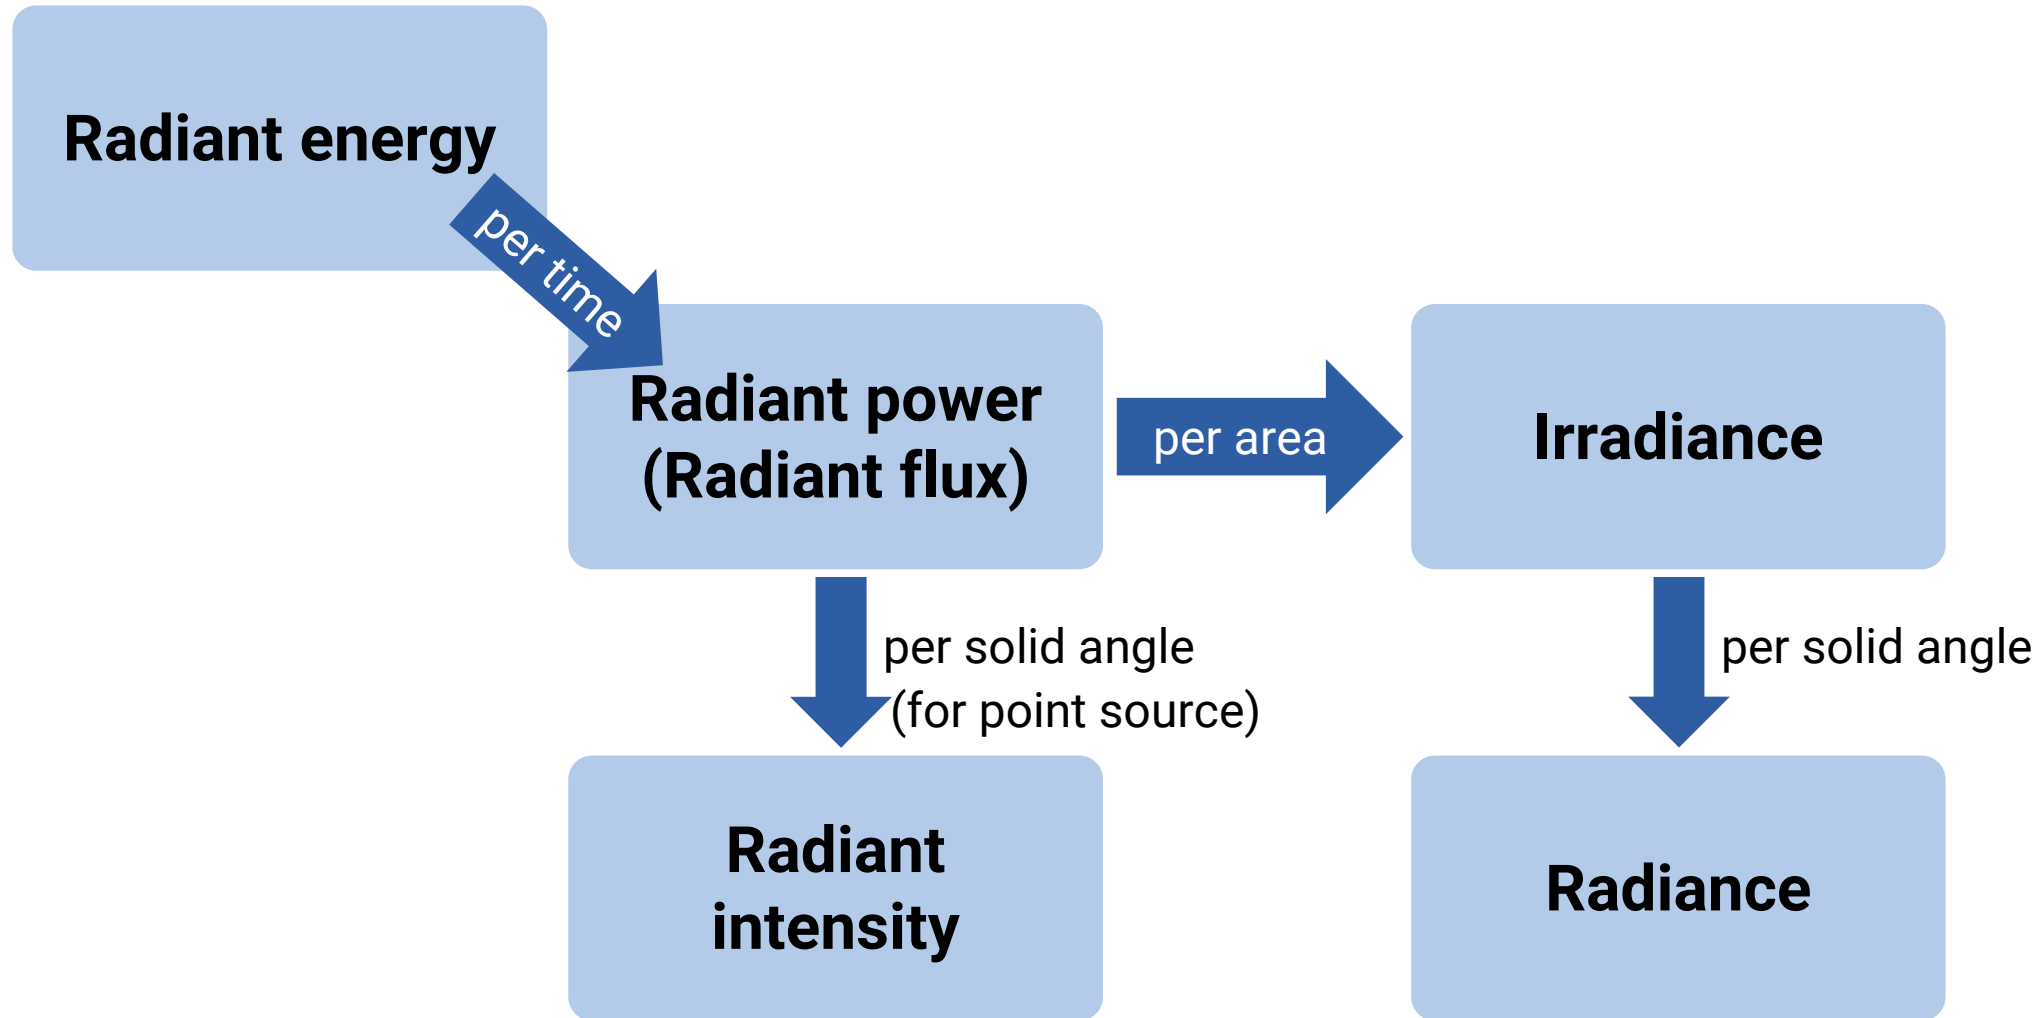 Radiant energy
per time
Radiant power
(Radiant flux)
per area
Irradiance
per solid angle
(for point source)
per solid angle
Radiant
intensity
Radiance